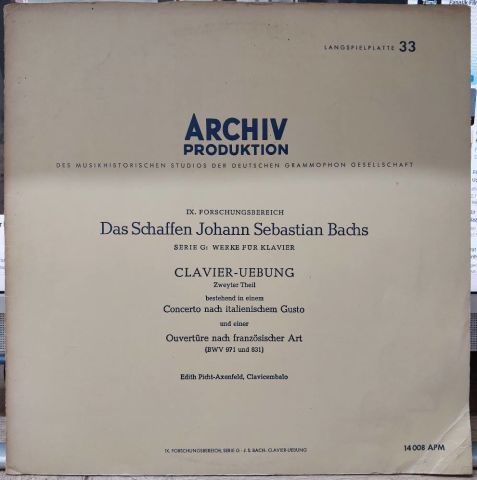 LANGSPIELPLATTE 33
ARCHIV
PRODUKTION
DES MUSIKHISTORISCHEN STUDIOS DER DEUTSCHEN GRAMMOPHON GESELLSCHAFT
IX. FORSCHUNGSBEREICH
Das Schaffen Johann Sebastian Bachs
SERIE G: WERKE FÜR KLAVIER
CLAVIER-UEBUNG
Zweyter Theil
bestehend in einem
Concerto nach italienischem Gusto
und einer
Ouvertüre nach französischer Art
(BWV 971 und 831)
Edith Picht-Axenfeld, Clavicembalo
14 008 APM
IX. FORSCHUNGSBEREICH, SERIE G · J. S. BACH: CLAVIER-UEBUNG